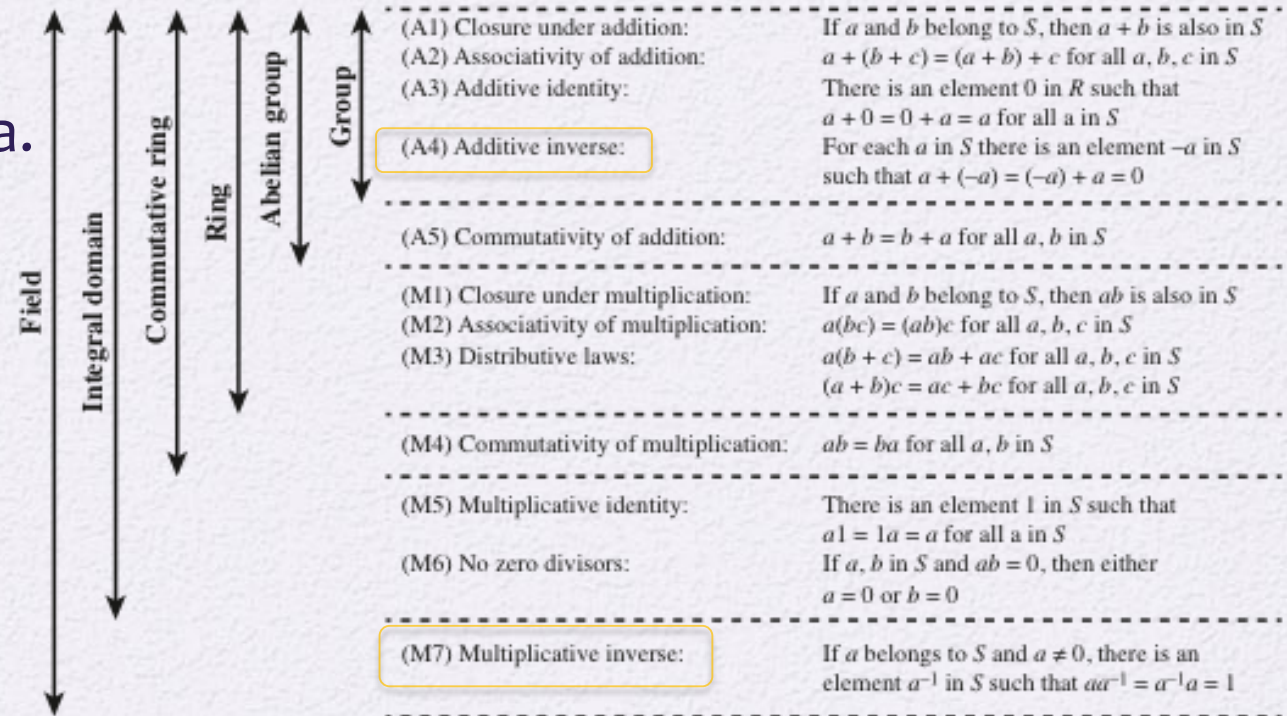 a.
Field
Integral domain
Commutative ring
Ring
Abelian group
Group
(A1) Closure under addition: If a and b belong to S, then a + b is also in S
(A2) Associativity of addition: a + (b + c) = (a + b) + c for all a, b, c in S
(A3) Additive identity: There is an element 0 in R such that
a + 0 = 0 + a = a for all a in S
(A4) Additive inverse: For each a in S there is an element –a in S
such that a + (–a) = (–a) + a = 0
(A5) Commutativity of addition: a + b = b + a for all a, b in S
(M1) Closure under multiplication: If a and b belong to S, then ab is also in S
(M2) Associativity of multiplication: a(bc) = (ab)c for all a, b, c in S
(M3) Distributive laws: a(b + c) = ab + ac for all a, b, c in S
(a + b)c = ac + bc for all a, b, c in S
(M4) Commutativity of multiplication: ab = ba for all a, b in S
(M5) Multiplicative identity: There is an element 1 in S such that
a1 = 1a = a for all a in S
(M6) No zero divisors: If a, b in S and ab = 0, then either
a = 0 or b = 0
(M7) Multiplicative inverse: If a belongs to S and a ≠ 0, there is an
element a⁻¹ in S such that aa⁻¹ = a⁻¹a = 1